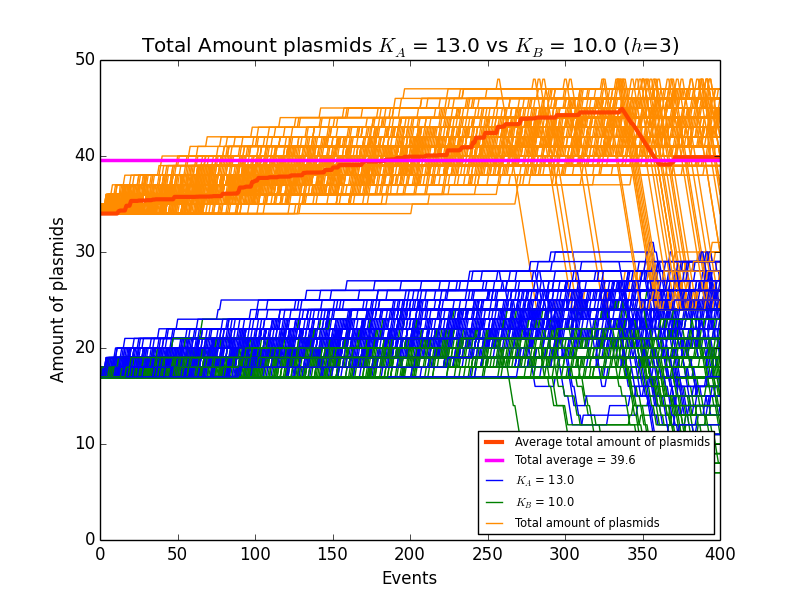 Total Amount plasmids K_A = 13.0 vs K_B = 10.0 (h=3)
50
40
30
20
10
0
Amount of plasmids
Average total amount of plasmids
Total average = 39.6
K_A = 13.0
K_B = 10.0
Total amount of plasmids
0 50 100 150 200 250 300 350 400
Events